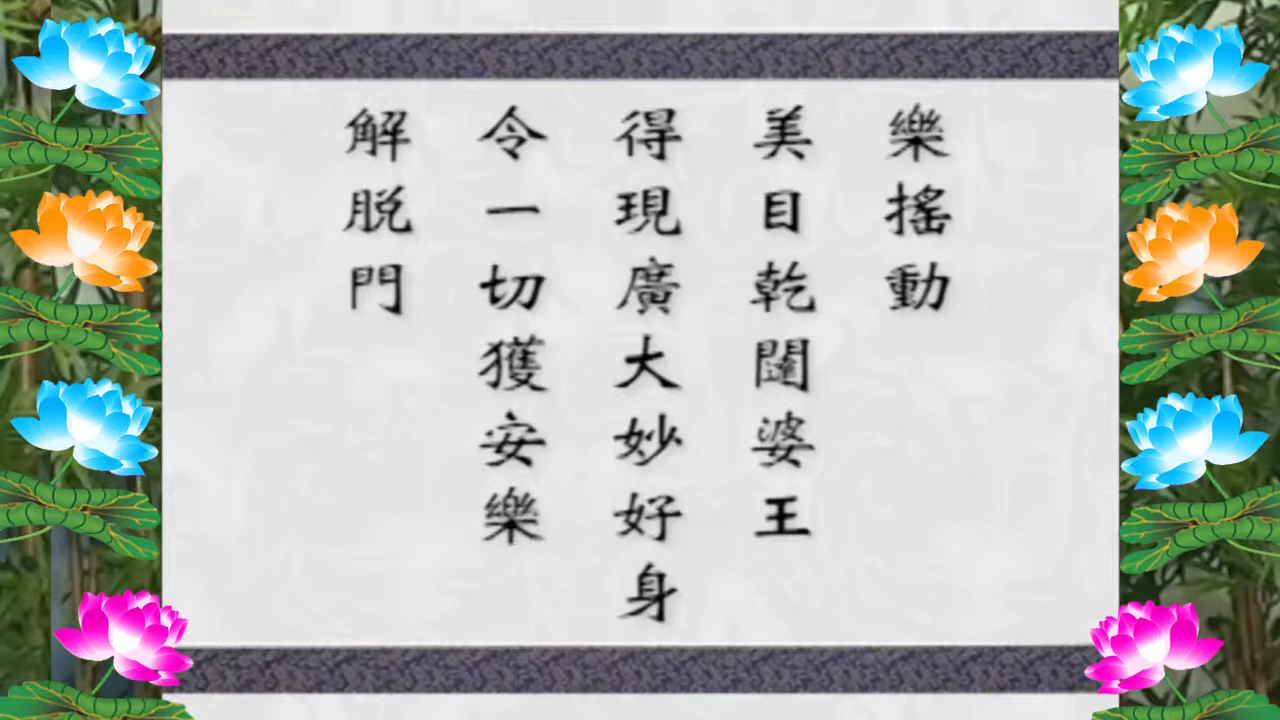 樂搖動
美目乾闥婆王
得現廣大妙好身
令一切獲安樂
解脫門